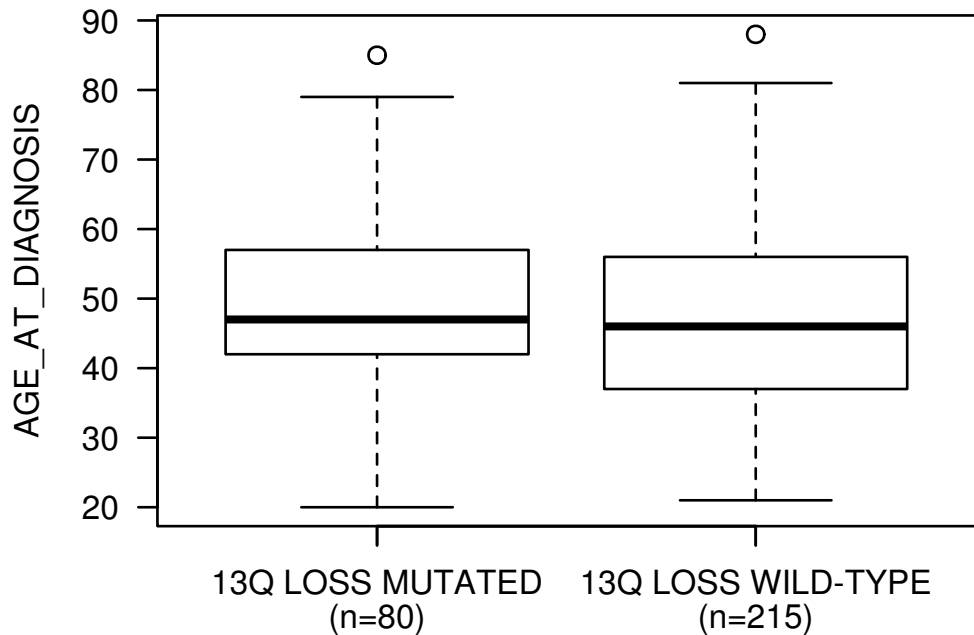 AGE_AT_DIAGNOSIS
90
80
70
60
50
40
30
20
13Q LOSS MUTATED
(n=80)
13Q LOSS WILD-TYPE
(n=215)